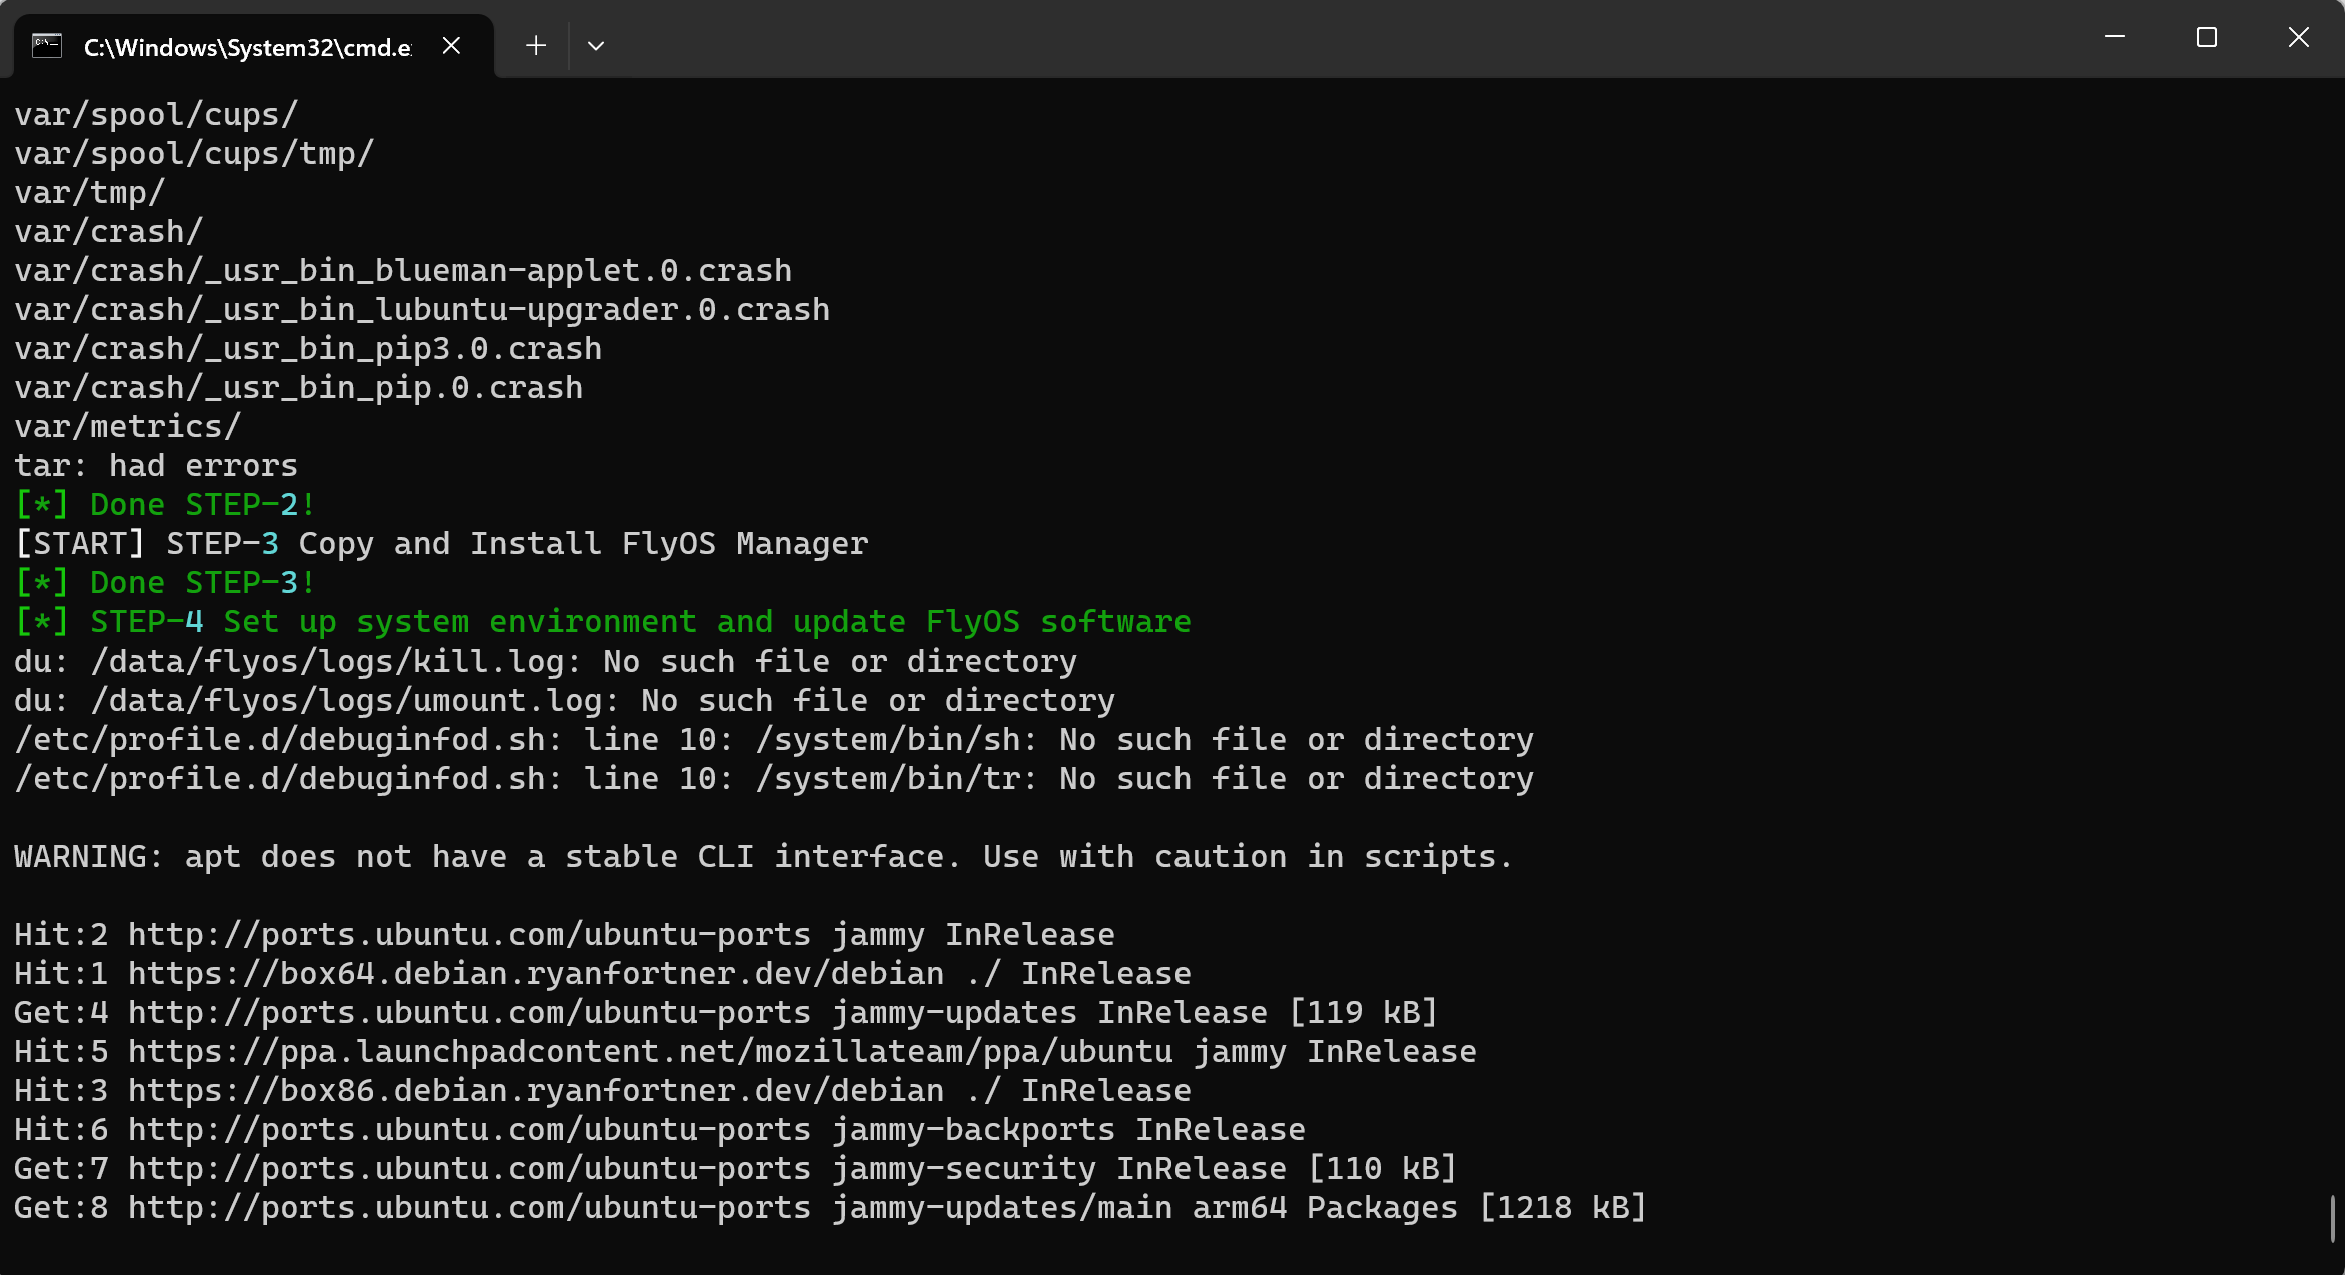 C:\Windows\System32\cmd.e
var/spool/cups/
var/spool/cups/tmp/
var/tmp/
var/crash/
var/crash/_usr_bin_blueman-applet.0.crash
var/crash/_usr_bin_lubuntu-upgrader.0.crash
var/crash/_usr_bin_pip3.0.crash
var/crash/_usr_bin_pip.0.crash
var/metrics/
tar: had errors
[*] Done STEP-2!
[START] STEP-3 Copy and Install FlyOS Manager
[*] Done STEP-3!
[*] STEP-4 Set up system environment and update FlyOS software
du: /data/flyos/logs/kill.log: No such file or directory
du: /data/flyos/logs/umount.log: No such file or directory
/etc/profile.d/debuginfod.sh: line 10: /system/bin/sh: No such file or directory
/etc/profile.d/debuginfod.sh: line 10: /system/bin/tr: No such file or directory
WARNING: apt does not have a stable CLI interface. Use with caution in scripts.
Hit:2 http://ports.ubuntu.com/ubuntu-ports jammy InRelease
Hit:1 https://box64.debian.ryanfortner.dev/debian ./ InRelease
Get:4 http://ports.ubuntu.com/ubuntu-ports jammy-updates InRelease [119 kB]
Hit:5 https://ppa.launchpadcontent.net/mozillateam/ppa/ubuntu jammy InRelease
Hit:3 https://box86.debian.ryanfortner.dev/debian ./ InRelease
Hit:6 http://ports.ubuntu.com/ubuntu-ports jammy-backports InRelease
Get:7 http://ports.ubuntu.com/ubuntu-ports jammy-security InRelease [110 kB]
Get:8 http://ports.ubuntu.com/ubuntu-ports jammy-updates/main arm64 Packages [1218 kB]